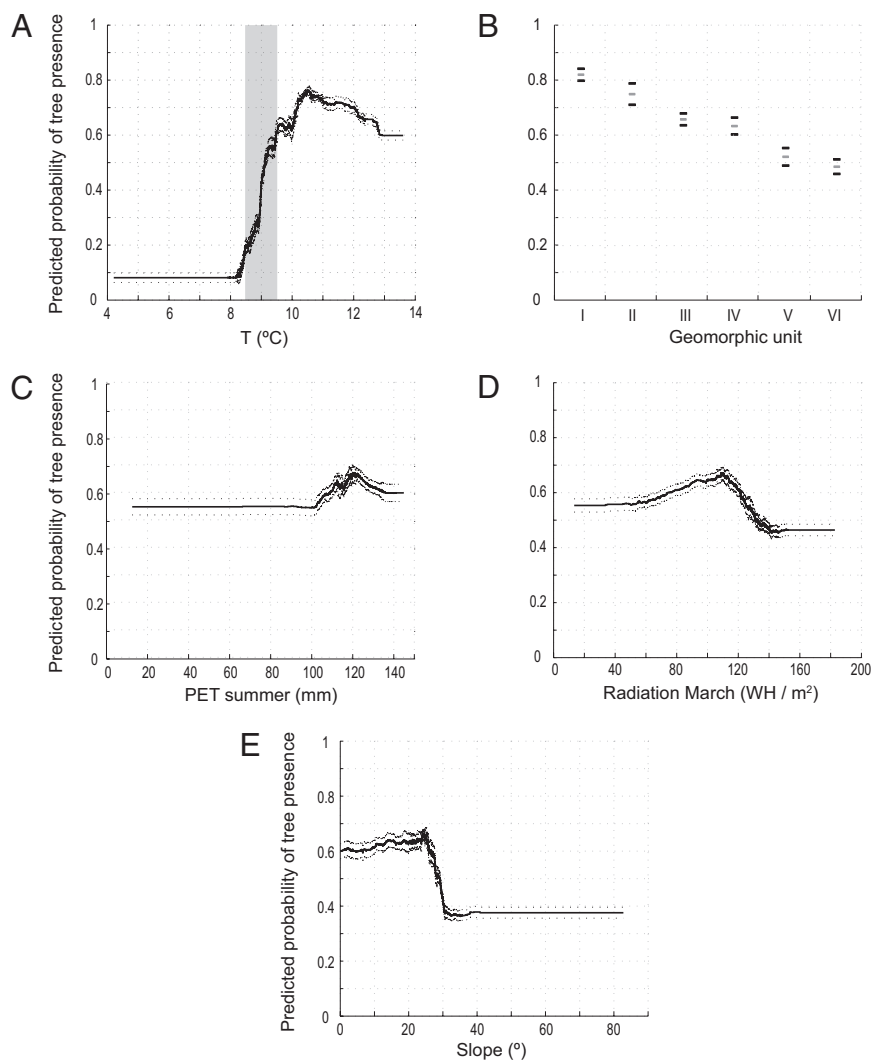 A
Predicted probability of tree presence
1
0.8
0.6
0.4
0.2
0
4 6 8 10 12 14
T (ºC)
B
1
0.8
0.6
0.4
0.2
0
I II III IV V VI
Geomorphic unit
C
Predicted probability of tree presence
1
0.8
0.6
0.4
0.2
0
20 40 60 80 100 120 140
PET summer (mm)
D
1
0.8
0.6
0.4
0.2
0
0 40 80 120 160 200
Radiation March (WH / m²)
E
Predicted probability of tree presence
1
0.8
0.6
0.4
0.2
0
0 20 40 60 80
Slope (º)